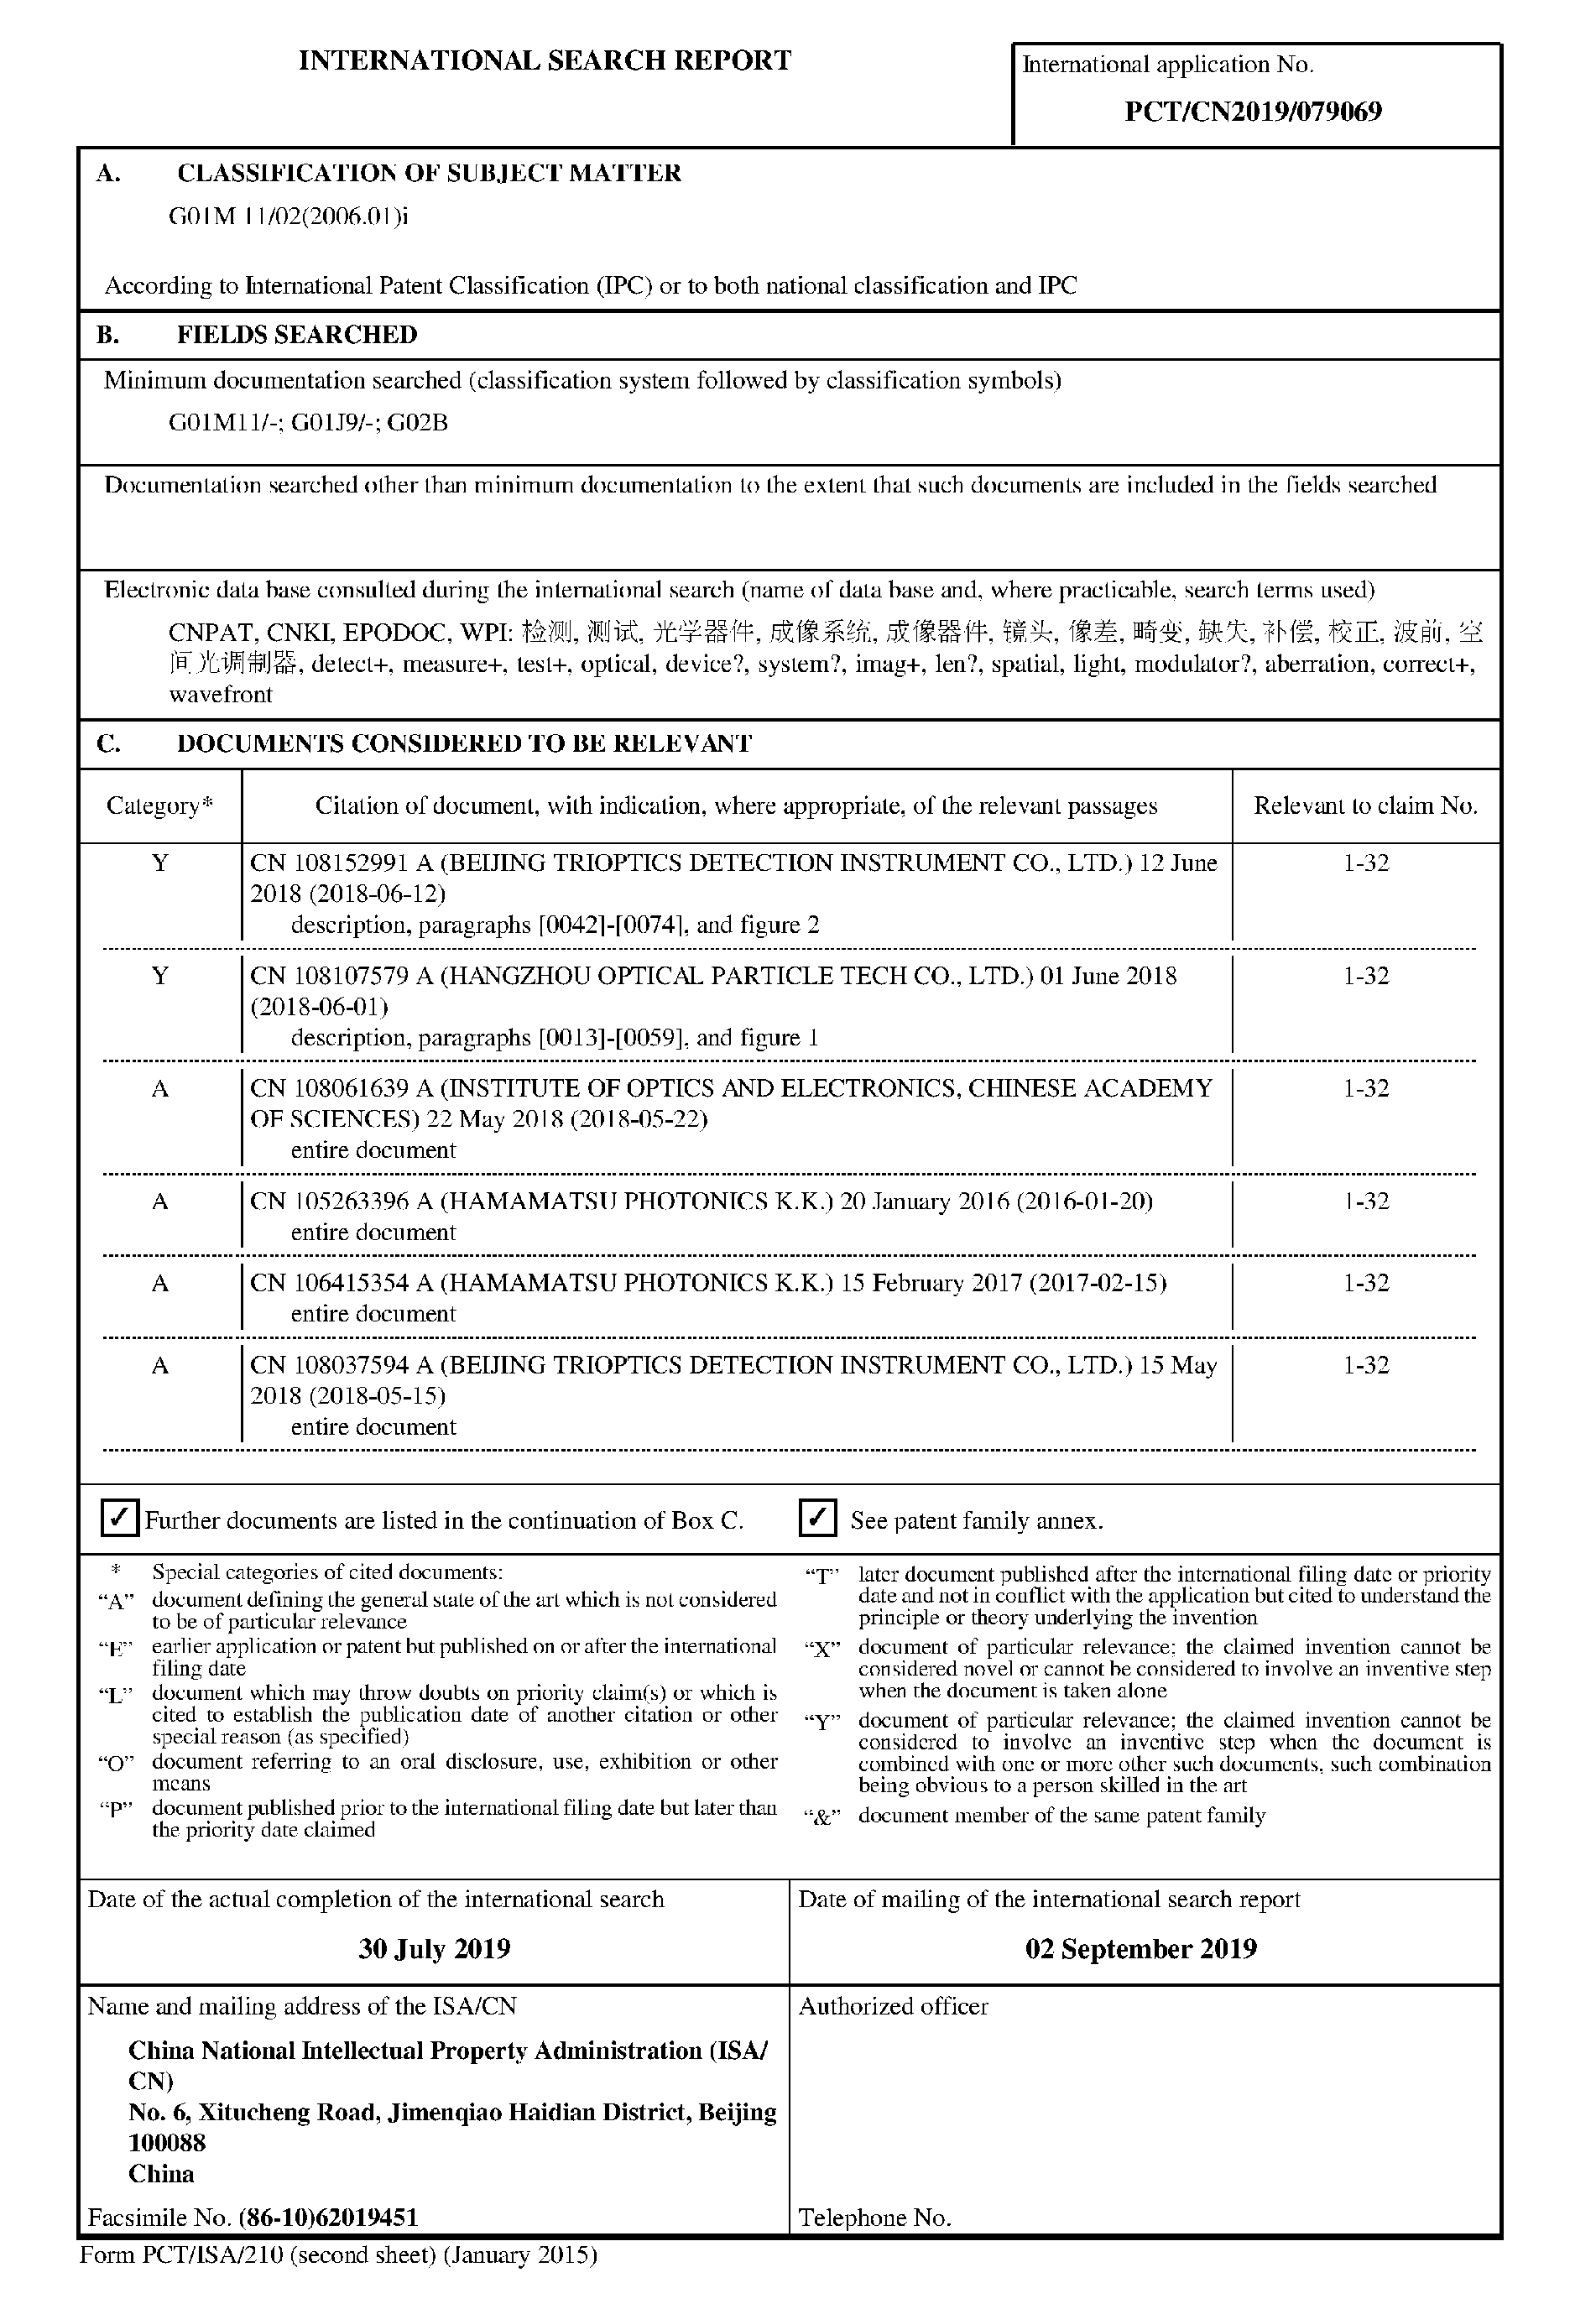 INTERNATIONAL SEARCH REPORT
International application No.
PCT/CN2019/079069
A. CLASSIFICATION OF SUBJECT MATTER
G01M 11/02(2006.01)i
According to International Patent Classification (IPC) or to both national classification and IPC
B. FIELDS SEARCHED
Minimum documentation searched (classification system followed by classification symbols)
G01M11/-; G01J9/-; G02B
Documentation searched other than minimum documentation to the extent that such documents are included in the fields searched
Electronic data base consulted during the international search (name of data base and, where practicable, search terms used)
CNPAT, CNKI, EPODOC, WPI: 检测, 测试, 光学器件, 成像系统, 成像器件, 镜头, 像差, 畸变, 缺失, 补偿, 校正, 波前, 空
间光调制器, detect+, measure+, test+, optical, device?, system?, imag+, len?, spatial, light, modulator?, aberration, correct+,
wavefront
C. DOCUMENTS CONSIDERED TO BE RELEVANT
Category* Citation of document, with indication, where appropriate, of the relevant passages Relevant to claim No.
Y CN 108152991 A (BEIJING TRIOPTICS DETECTION INSTRUMENT CO., LTD.) 12 June 1-32
2018 (2018-06-12)
description, paragraphs [0042]-[0074], and figure 2
Y CN 108107579 A (HANGZHOU OPTICAL PARTICLE TECH CO., LTD.) 01 June 2018 1-32
(2018-06-01)
description, paragraphs [0013]-[0059], and figure 1
A CN 108061639 A (INSTITUTE OF OPTICS AND ELECTRONICS, CHINESE ACADEMY 1-32
OF SCIENCES) 22 May 2018 (2018-05-22)
entire document
A CN 105263396 A (HAMAMATSU PHOTONICS K.K.) 20 January 2016 (2016-01-20) 1-32
entire document
A CN 106415354 A (HAMAMATSU PHOTONICS K.K.) 15 February 2017 (2017-02-15) 1-32
entire document
A CN 108037594 A (BEIJING TRIOPTICS DETECTION INSTRUMENT CO., LTD.) 15 May 1-32
2018 (2018-05-15)
entire document
✓ Further documents are listed in the continuation of Box C. ✓ See patent family annex.
* Special categories of cited documents:
“A” document defining the general state of the art which is not considered
to be of particular relevance
“E” earlier application or patent but published on or after the international
filing date
“L” document which may throw doubts on priority claim(s) or which is
cited to establish the publication date of another citation or other
special reason (as specified)
“O” document referring to an oral disclosure, use, exhibition or other
means
“P” document published prior to the international filing date but later than
the priority date claimed
“T” later document published after the international filing date or priority
date and not in conflict with the application but cited to understand the
principle or theory underlying the invention
“X” document of particular relevance; the claimed invention cannot be
considered novel or cannot be considered to involve an inventive step
when the document is taken alone
“Y” document of particular relevance; the claimed invention cannot be
considered to involve an inventive step when the document is
combined with one or more other such documents, such combination
being obvious to a person skilled in the art
“&” document member of the same patent family
Date of the actual completion of the international search
30 July 2019
Date of mailing of the international search report
02 September 2019
Name and mailing address of the ISA/CN
China National Intellectual Property Administration (ISA/
CN)
No. 6, Xitucheng Road, Jimenqiao Haidian District, Beijing
100088
China
Facsimile No. (86-10)62019451
Authorized officer
Telephone No.
Form PCT/ISA/210 (second sheet) (January 2015)